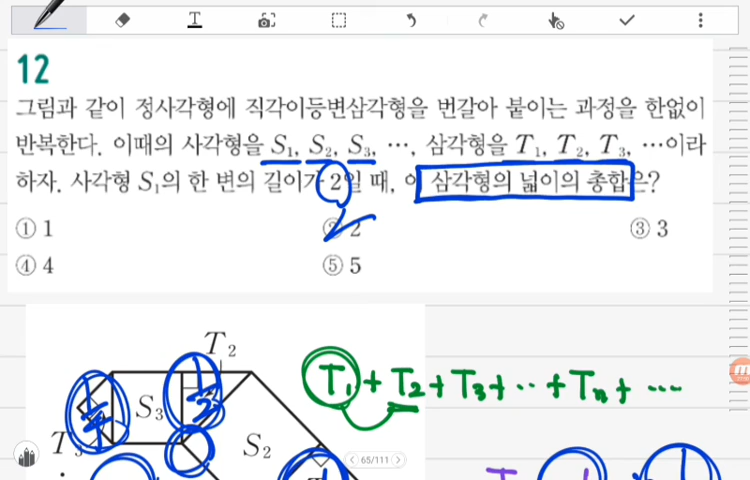 12
그림과 같이 정사각형에 직각이등변삼각형을 번갈아 붙이는 과정을 한없이
반복한다. 이때의 사각형을 S₁, S₂, S₃, ⋯, 삼각형을 T₁, T₂, T₃, ⋯이라
하자. 사각형 S₁의 한 변의 길이가 2일 때, 이 삼각형의 넓이의 총합은?
① 1 ② 2 ③ 3
④ 4 ⑤ 5
T₂
T₁ + T₂ + T₃ + ⋯ + Tₙ + ⋯
1/4 S₃ 1/2
T₃ S₂
65/111